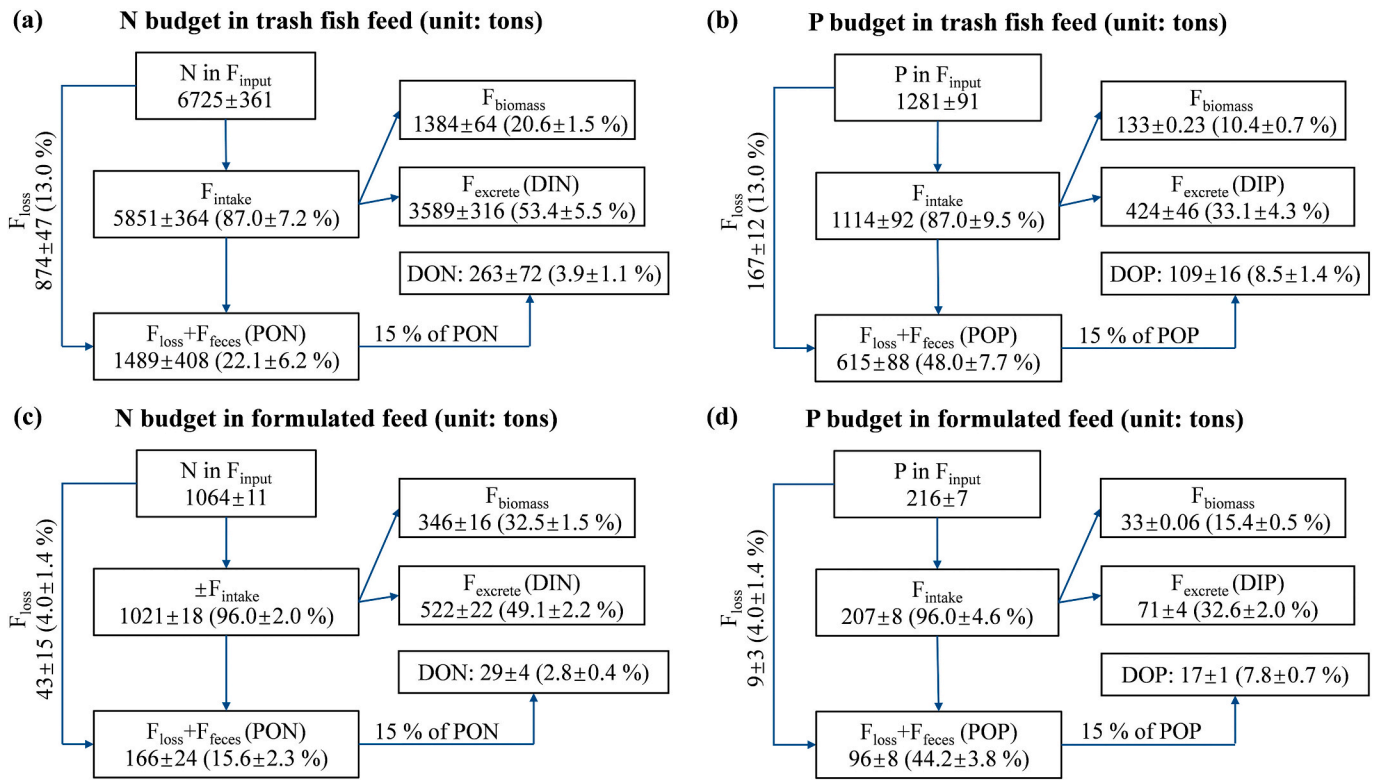 (a) N budget in trash fish feed (unit: tons)
N in Finput
6725±361
Fbiomass
1384±64 (20.6±1.5 %)
Floss
874±47 (13.0 %)
Fintake
5851±364 (87.0±7.2 %)
Fexcrete (DIN)
3589±316 (53.4±5.5 %)
DON: 263±72 (3.9±1.1 %)
Floss+Ffeces (PON)
1489±408 (22.1±6.2 %)
15 % of PON
(b) P budget in trash fish feed (unit: tons)
P in Finput
1281±91
Fbiomass
133±0.23 (10.4±0.7 %)
Floss
167±12 (13.0 %)
Fintake
1114±92 (87.0±9.5 %)
Fexcrete (DIP)
424±46 (33.1±4.3 %)
DOP: 109±16 (8.5±1.4 %)
Floss+Ffeces (POP)
615±88 (48.0±7.7 %)
15 % of POP
(c) N budget in formulated feed (unit: tons)
N in Finput
1064±11
Fbiomass
346±16 (32.5±1.5 %)
Floss
43±15 (4.0±1.4 %)
±Fintake
1021±18 (96.0±2.0 %)
Fexcrete (DIN)
522±22 (49.1±2.2 %)
DON: 29±4 (2.8±0.4 %)
Floss+Ffeces (PON)
166±24 (15.6±2.3 %)
15 % of PON
(d) P budget in formulated feed (unit: tons)
P in Finput
216±7
Fbiomass
33±0.06 (15.4±0.5 %)
Floss
9±3 (4.0±1.4 %)
Fintake
207±8 (96.0±4.6 %)
Fexcrete (DIP)
71±4 (32.6±2.0 %)
DOP: 17±1 (7.8±0.7 %)
Floss+Ffeces (POP)
96±8 (44.2±3.8 %)
15 % of POP